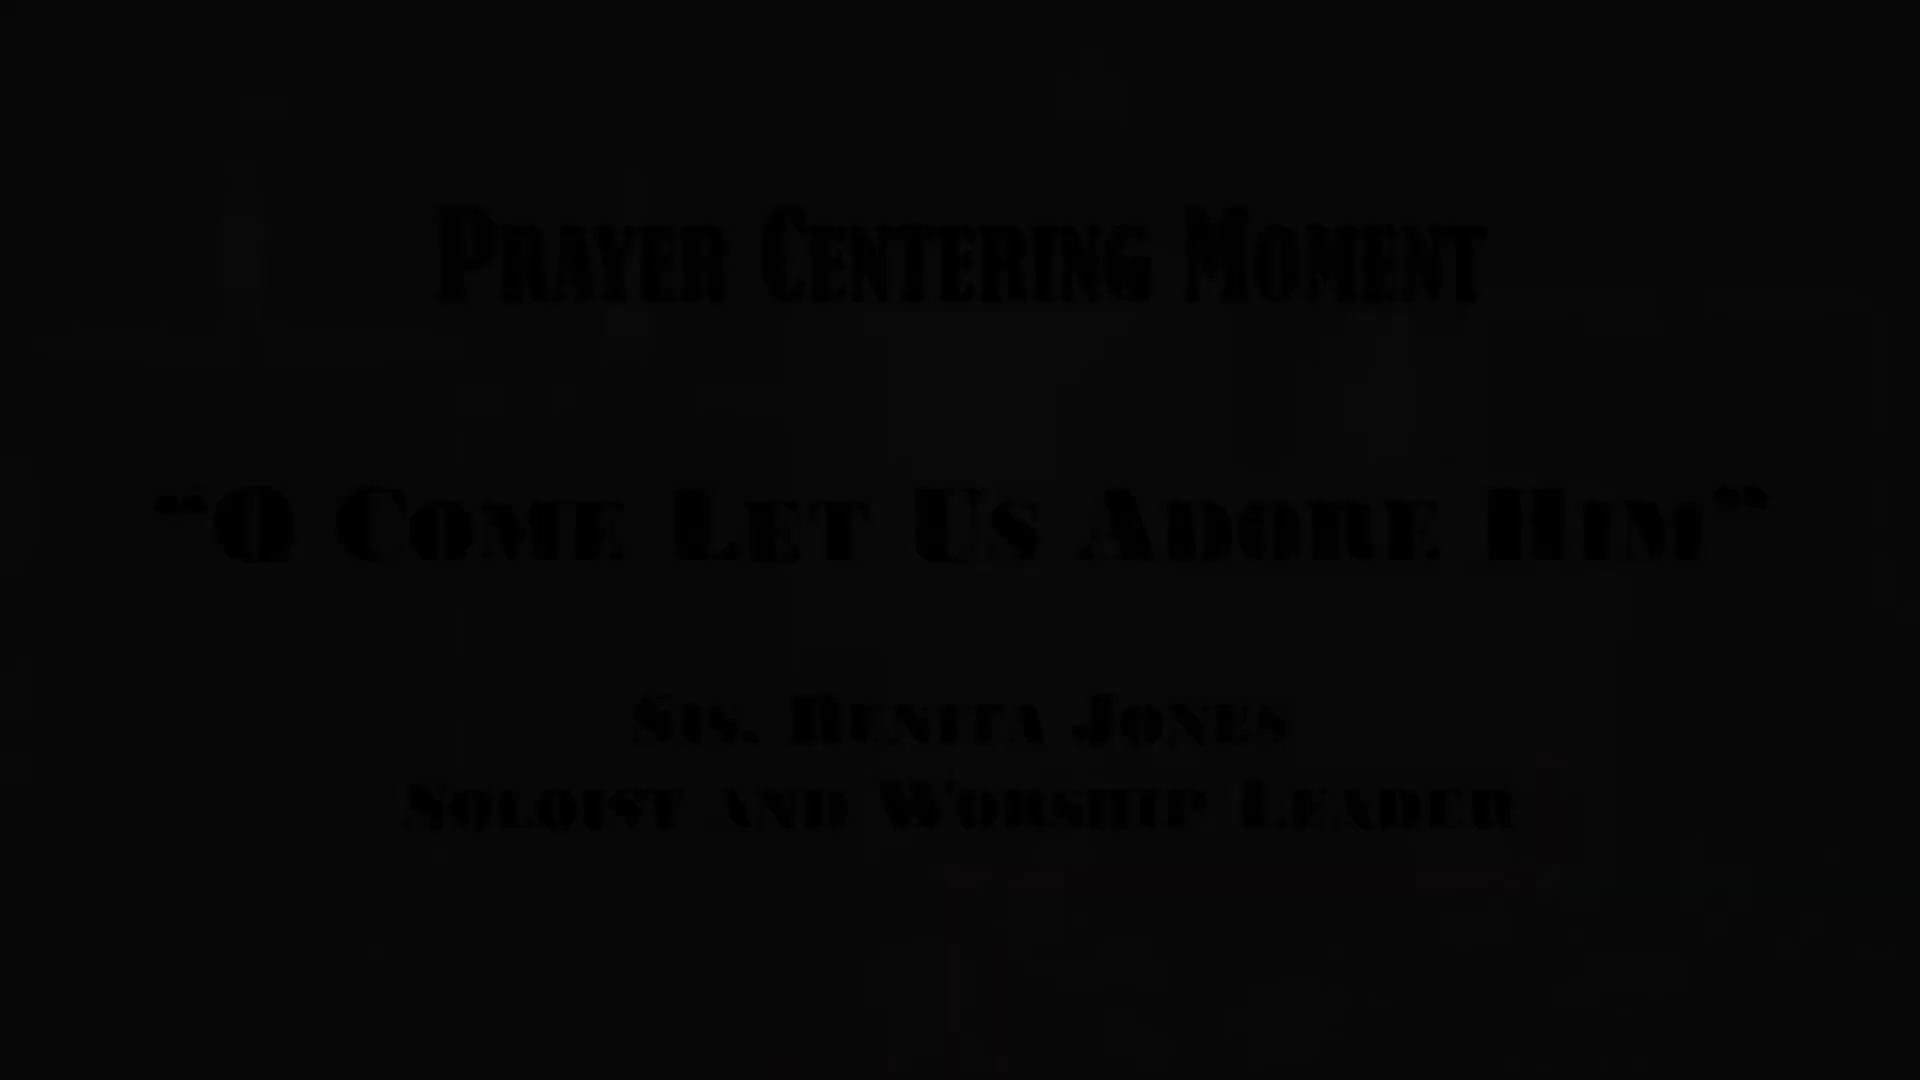 Prayer Centering Moment
“O Come Let Us Adore Him”
Sis. Benita Jones
Soloist and Worship Leader